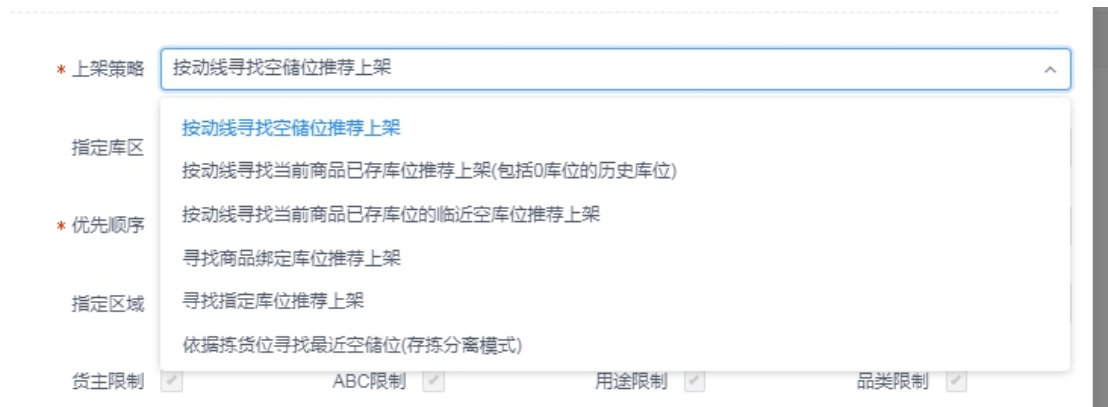 * 上架策略 按动线寻找空储位推荐上架
按动线寻找空储位推荐上架
指定库区
按动线寻找当前商品已存库位推荐上架(包括0库位的历史库位)
按动线寻找当前商品已存库位的临近空库位推荐上架
* 优先顺序
寻找商品绑定库位推荐上架
指定区域 寻找指定库位推荐上架
依据拣货位寻找最近空储位(存拣分离模式)
货主限制 ABC限制 用途限制 品类限制